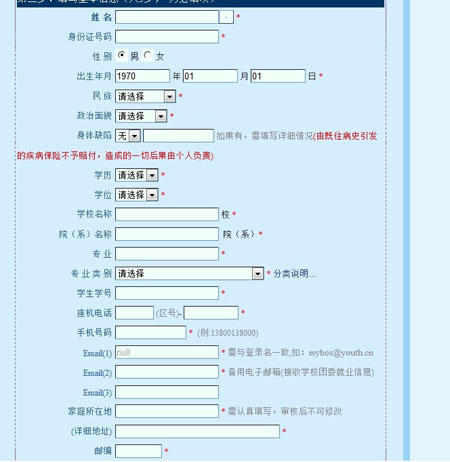 姓 名 *
身份证号码 *
性 别 男 女
出生年月 1970 年 01 月 01 日 *
民 族 请选择 *
政治面貌 请选择 *
身体缺陷 无 如果有，需填写详细情况(由既往病史引发
的疾病保险不予赔付，造成的一切后果由个人负责)
学历 请选择 *
学位 请选择 *
学校名称 校 *
院（系）名称 院（系） *
专 业 *
专 业 类 别 请选择 * 分类说明...
学生学号 *
座机电话 (区号)- *
手机号码 * (例:13800138000)
Email(1) null * 需与登录名一致,如：mybox@youth.cn
Email(2) * 备用电子邮箱(接收学校团委就业信息)
Email(3)
家庭所在地 * 需认真填写，审核后不可修改
(详细地址) *
邮编 *